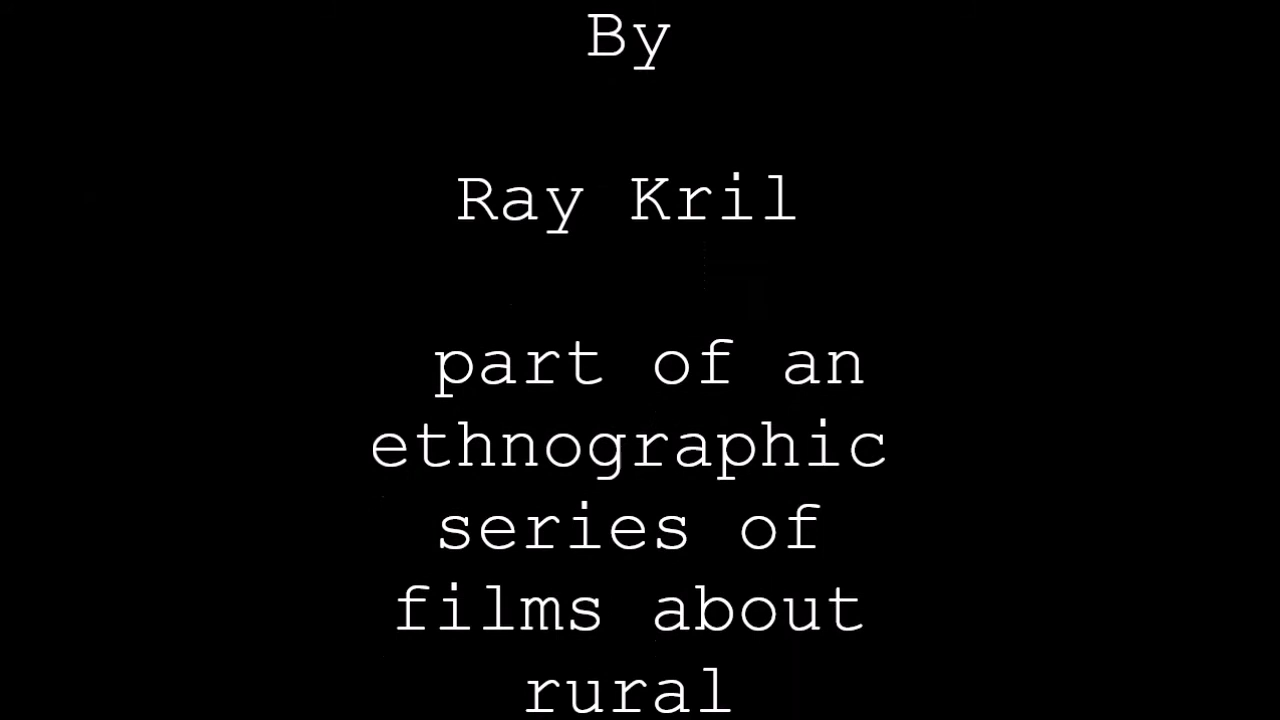 By
Ray Kril
part of an
ethnographic
series of
films about
rural